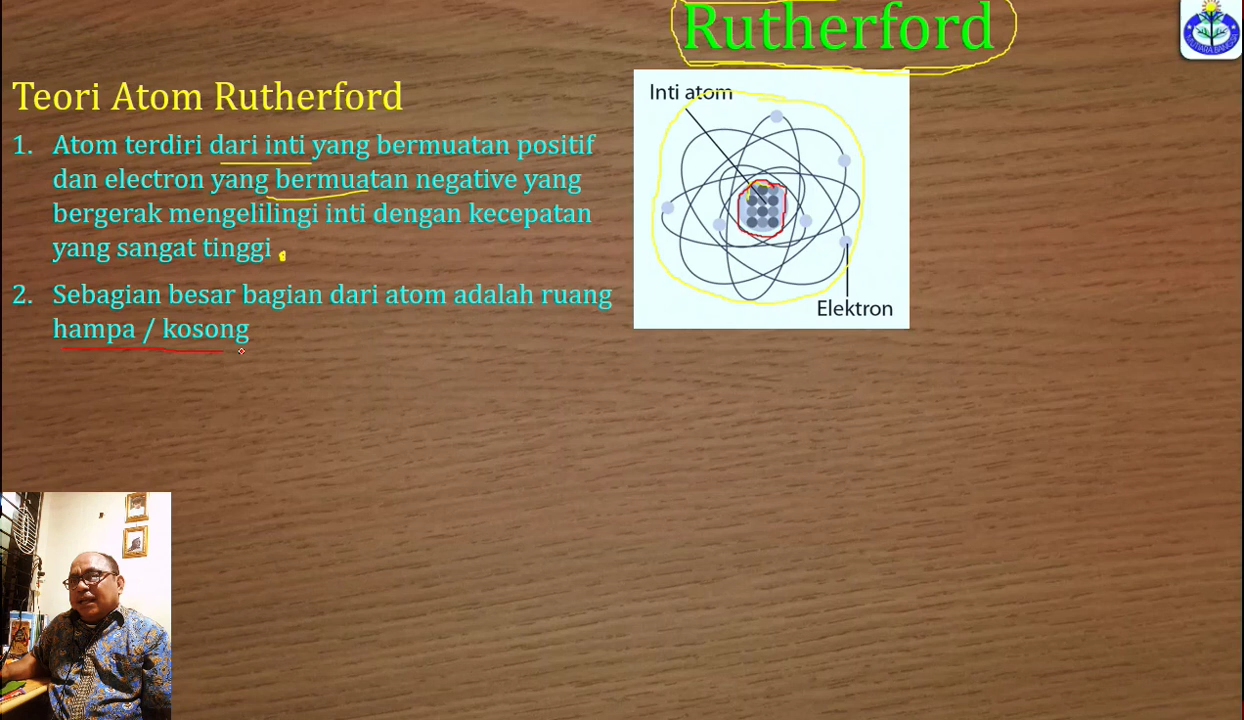 Rutherford
Teori Atom Rutherford
1. Atom terdiri dari inti yang bermuatan positif
dan electron yang bermuatan negative yang
bergerak mengelilingi inti dengan kecepatan
yang sangat tinggi
2. Sebagian besar bagian dari atom adalah ruang
hampa / kosong
Inti atom
Elektron